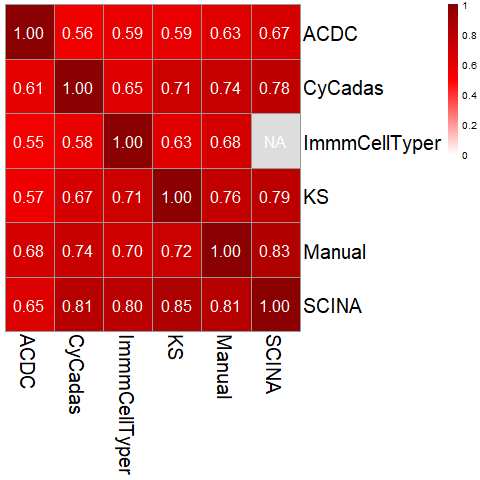 1.00 0.56 0.59 0.59 0.63 0.67 ACDC
0.61 1.00 0.65 0.71 0.74 0.78 CyCadas
0.55 0.58 1.00 0.63 0.68 NA ImmmCellTyper
0.57 0.67 0.71 1.00 0.76 0.79 KS
0.68 0.74 0.70 0.72 1.00 0.83 Manual
0.65 0.81 0.80 0.85 0.81 1.00 SCINA
ACDC
CyCadas
ImmmCellTyper
KS
Manual
SCINA
1
0.8
0.6
0.4
0.2
0